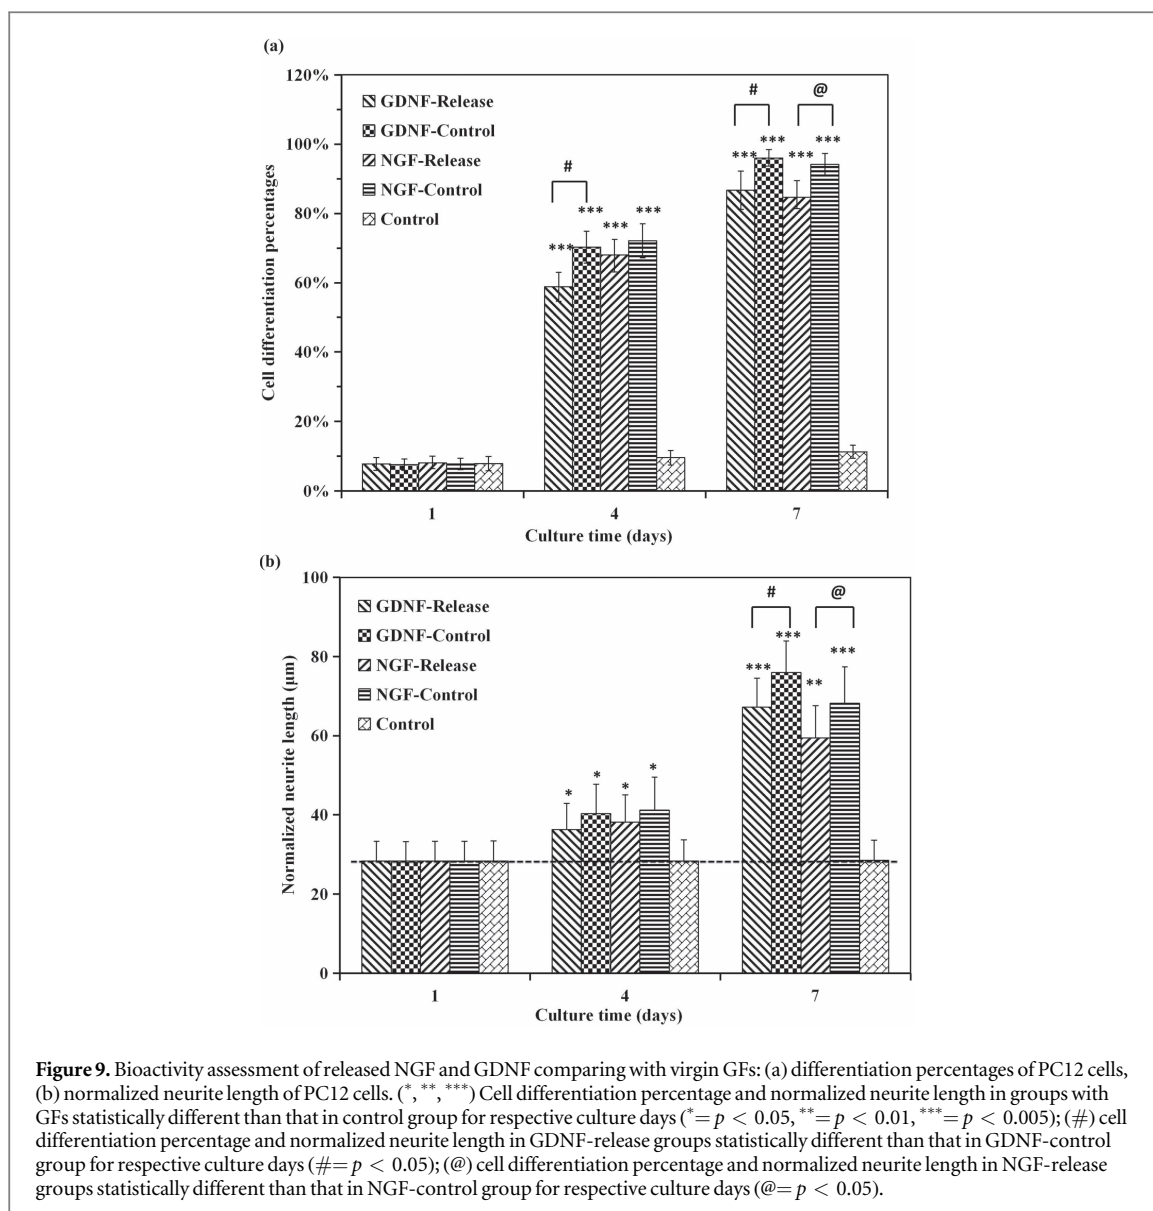 (a)
120%
100%
80%
60%
40%
20%
0%
Cell differentiation percentages
GDNF-Release
GDNF-Control
NGF-Release
NGF-Control
Control
#
***
***
***
***
#
@
***
***
***
***
1
4
7
Culture time (days)
(b)
100
80
60
40
20
0
Normalized neurite length (μm)
GDNF-Release
GDNF-Control
NGF-Release
NGF-Control
Control
*
*
*
*
#
@
***
***
**
***
1
4
7
Culture time (days)
Figure 9. Bioactivity assessment of released NGF and GDNF comparing with virgin GFs: (a) differentiation percentages of PC12 cells,
(b) normalized neurite length of PC12 cells. (*, **, ***) Cell differentiation percentage and normalized neurite length in groups with
GFs statistically different than that in control group for respective culture days (*= p < 0.05, **= p < 0.01, ***= p < 0.005); (#) cell
differentiation percentage and normalized neurite length in GDNF-release groups statistically different than that in GDNF-control
group for respective culture days (#= p < 0.05); (@) cell differentiation percentage and normalized neurite length in NGF-release
groups statistically different than that in NGF-control group for respective culture days (@= p < 0.05).